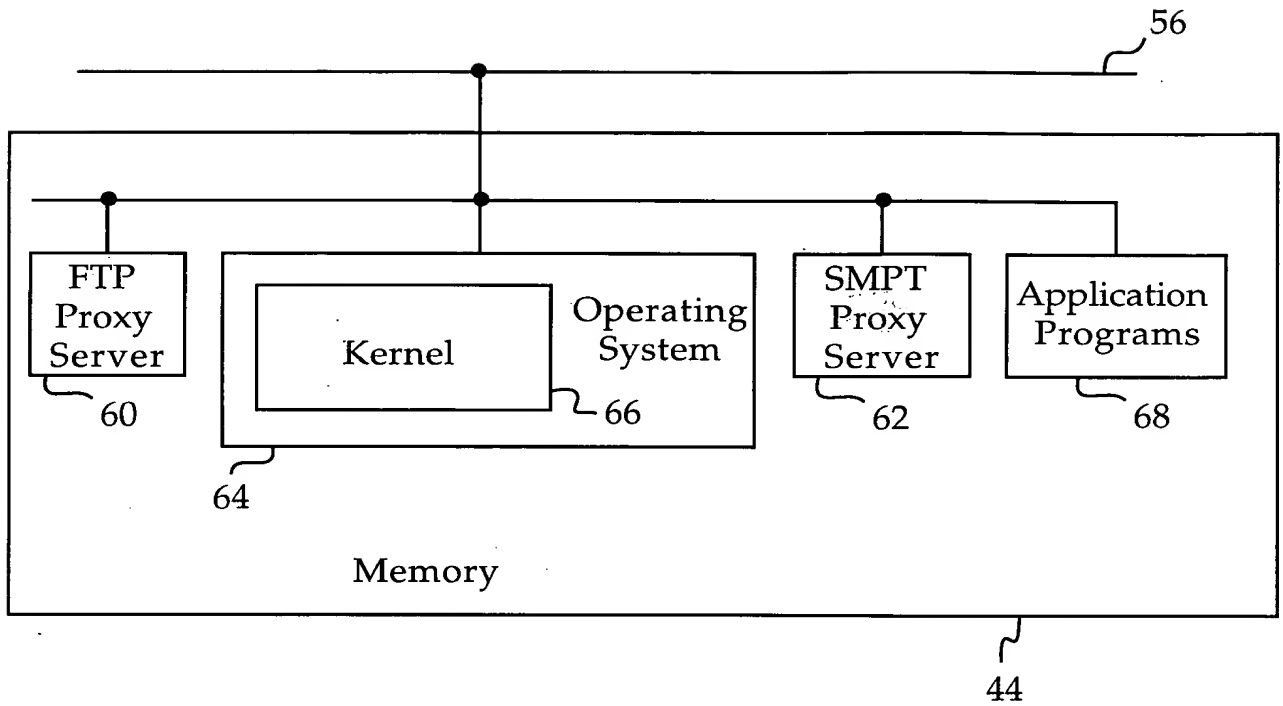 56
FTP
Proxy
Server
60
Kernel
66
Operating
System
64
SMPT
Proxy
Server
62
Application
Programs
68
Memory
44